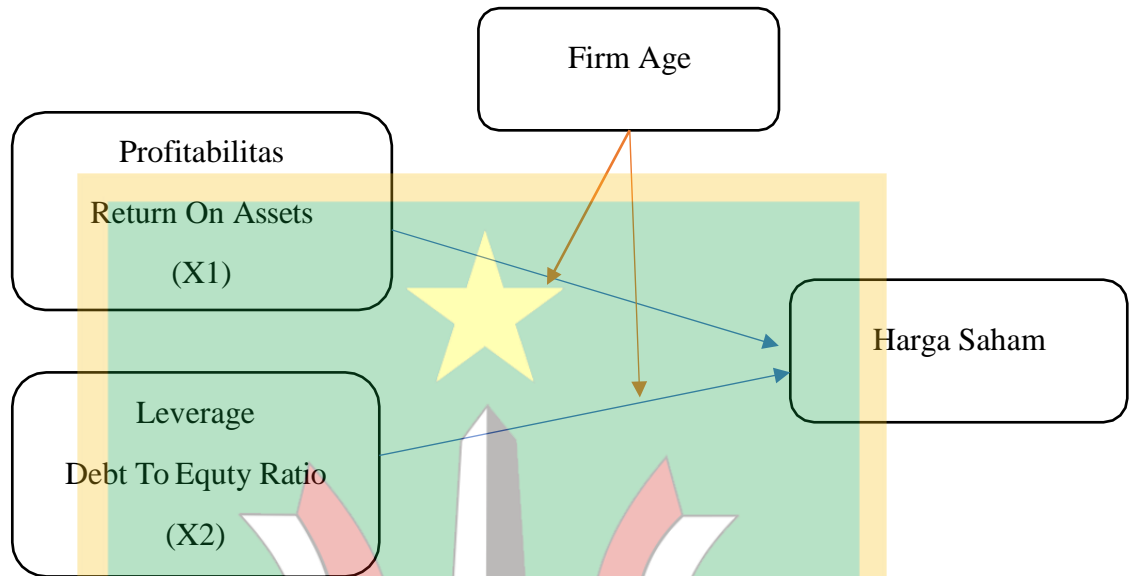 Firm Age
Profitabilitas
Return On Assets
(X1)
Harga Saham
Leverage
Debt To Equty Ratio
(X2)